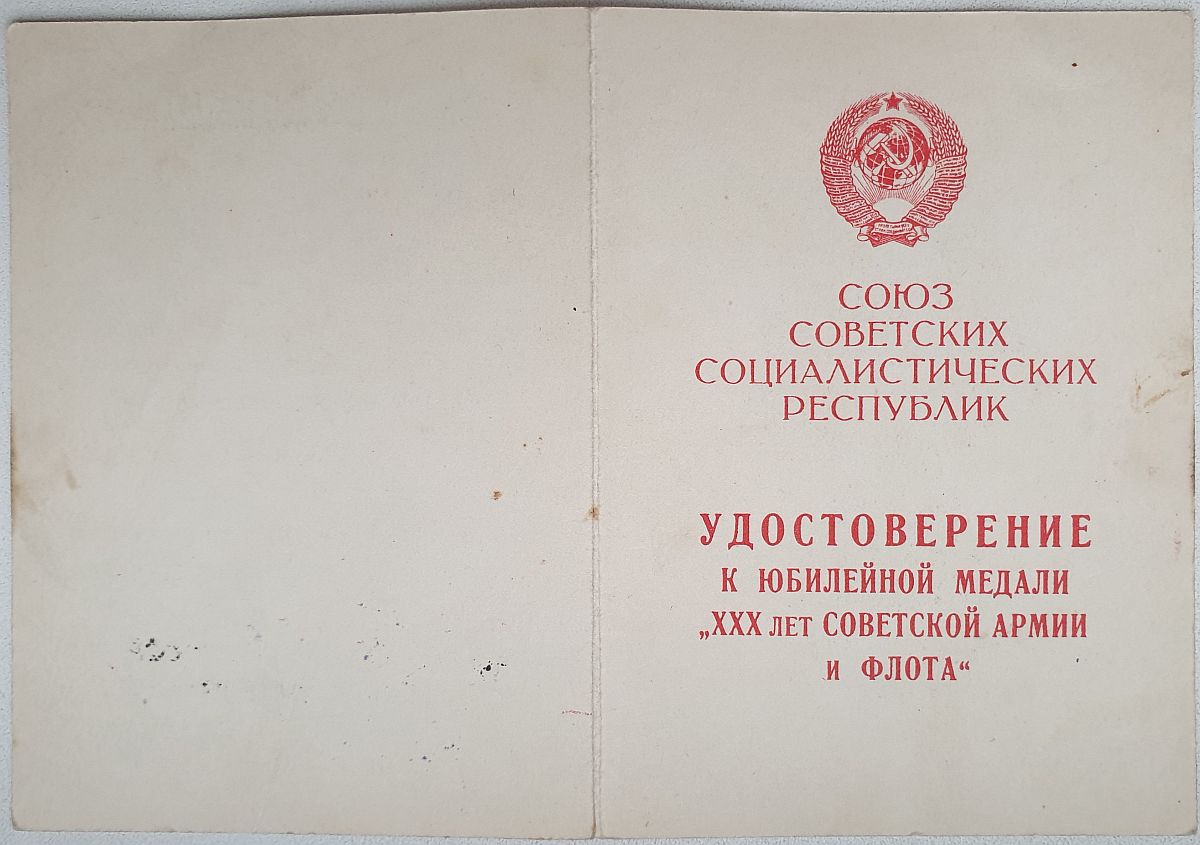 СОЮЗ
СОВЕТСКИХ
СОЦИАЛИСТИЧЕСКИХ
РЕСПУБЛИК
УДОСТОВЕРЕНИЕ
К ЮБИЛЕЙНОЙ МЕДАЛИ
„XXX ЛЕТ СОВЕТСКОЙ АРМИИ
И ФЛОТА“